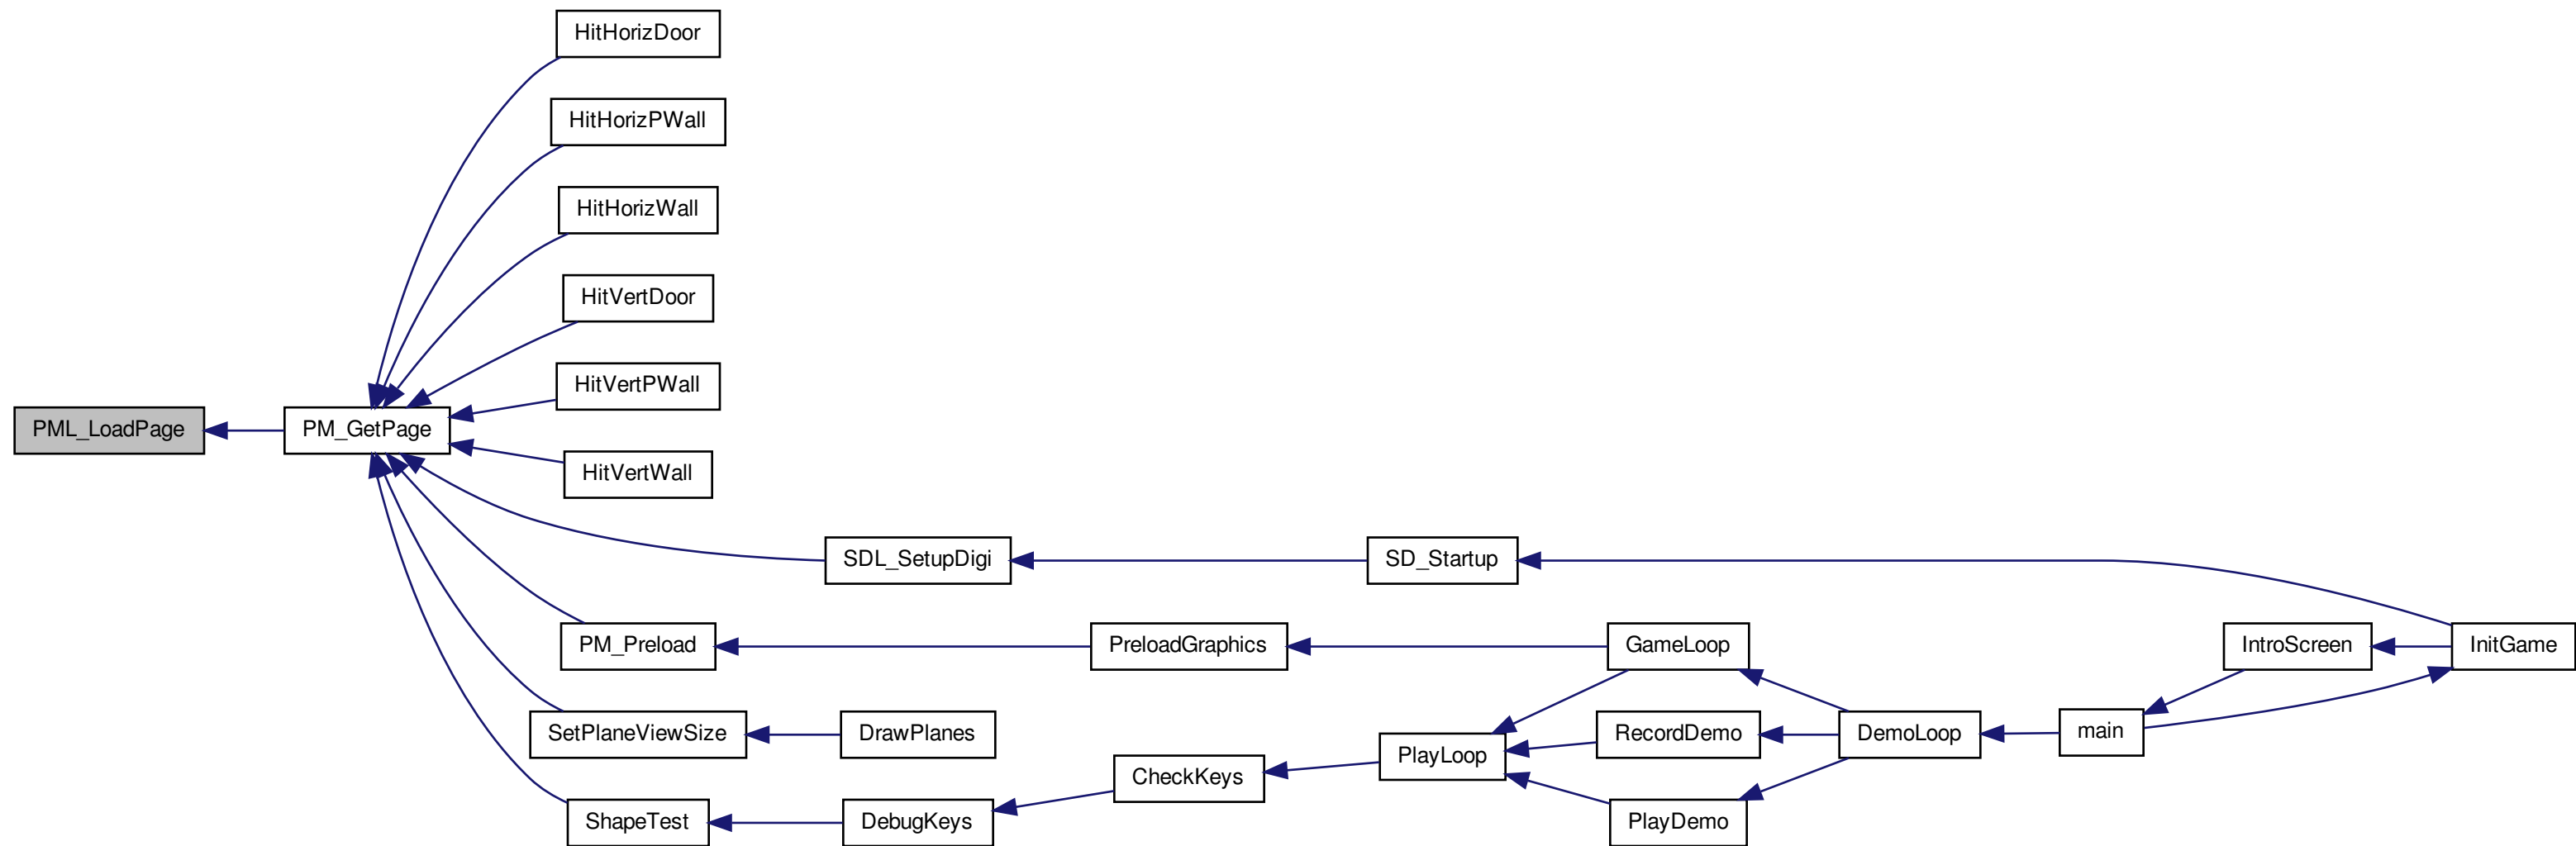 HitHorizDoor
HitHorizPWall
HitHorizWall
HitVertDoor
HitVertPWall
PML_LoadPage
PM_GetPage
HitVertWall
SDL_SetupDigi
SD_Startup
PM_Preload
PreloadGraphics
GameLoop
IntroScreen
InitGame
SetPlaneViewSize
DrawPlanes
PlayLoop
RecordDemo
DemoLoop
main
CheckKeys
ShapeTest
DebugKeys
PlayDemo